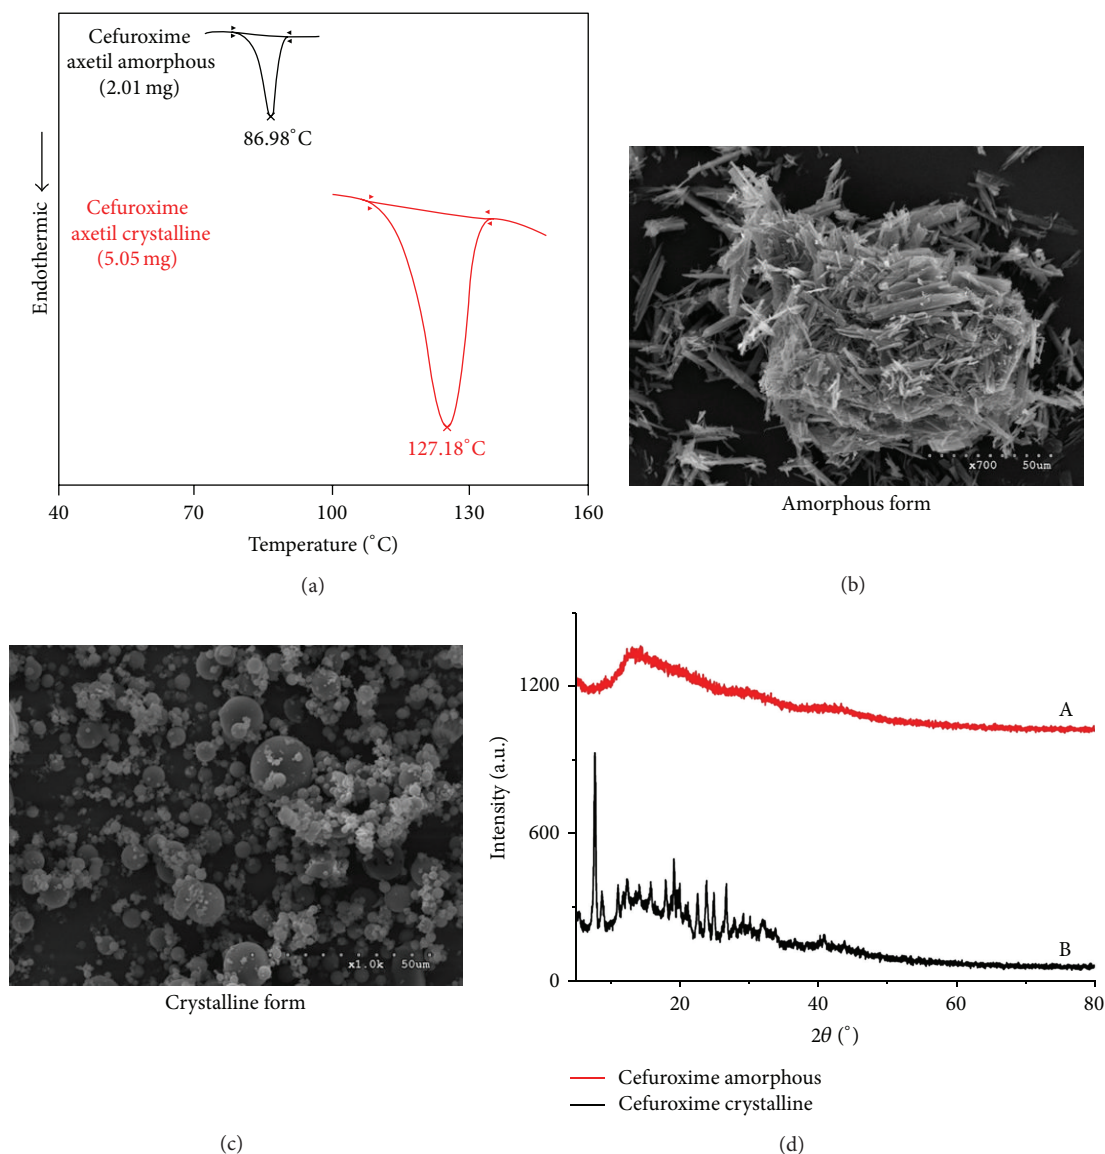 Cefuroxime
axetil amorphous
(2.01 mg)
86.98°C
Cefuroxime
axetil crystalline
(5.05 mg)
127.18°C
Endothermic
40 70 100 130 160
Temperature (°C)
(a)
x700 50um
Amorphous form
(b)
x1.0k 50um
Crystalline form
(c)
1200
600
0
Intensity (a.u.)
A
B
20 40 60 80
2θ (°)
Cefuroxime amorphous
Cefuroxime crystalline
(d)